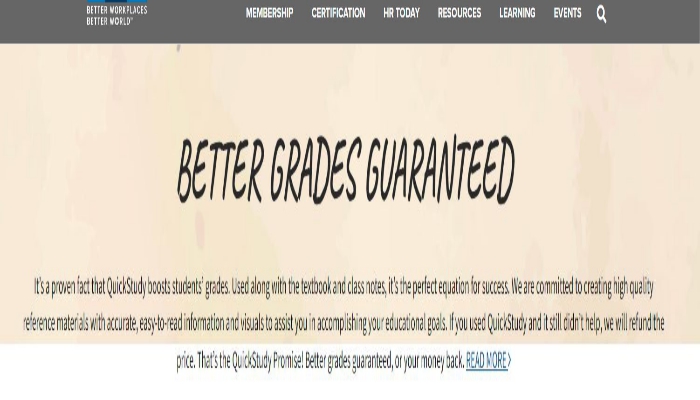 BETTER WORKPLACES
BETTER WORLD™
MEMBERSHIP CERTIFICATION HR TODAY RESOURCES LEARNING EVENTS
BETTER GRADES GUARANTEED
It's a proven fact that QuickStudy boosts students' grades. Used along with the textbook and class notes, it's the perfect equation for success. We are committed to creating high quality
reference materials with accurate, easy-to-read information and visuals to assist you in accomplishing your educational goals. If you used QuickStudy and it still didn't help, we will refund the
price. That's the QuickStudy Promise! Better grades guaranteed, or your money back. READ MORE>